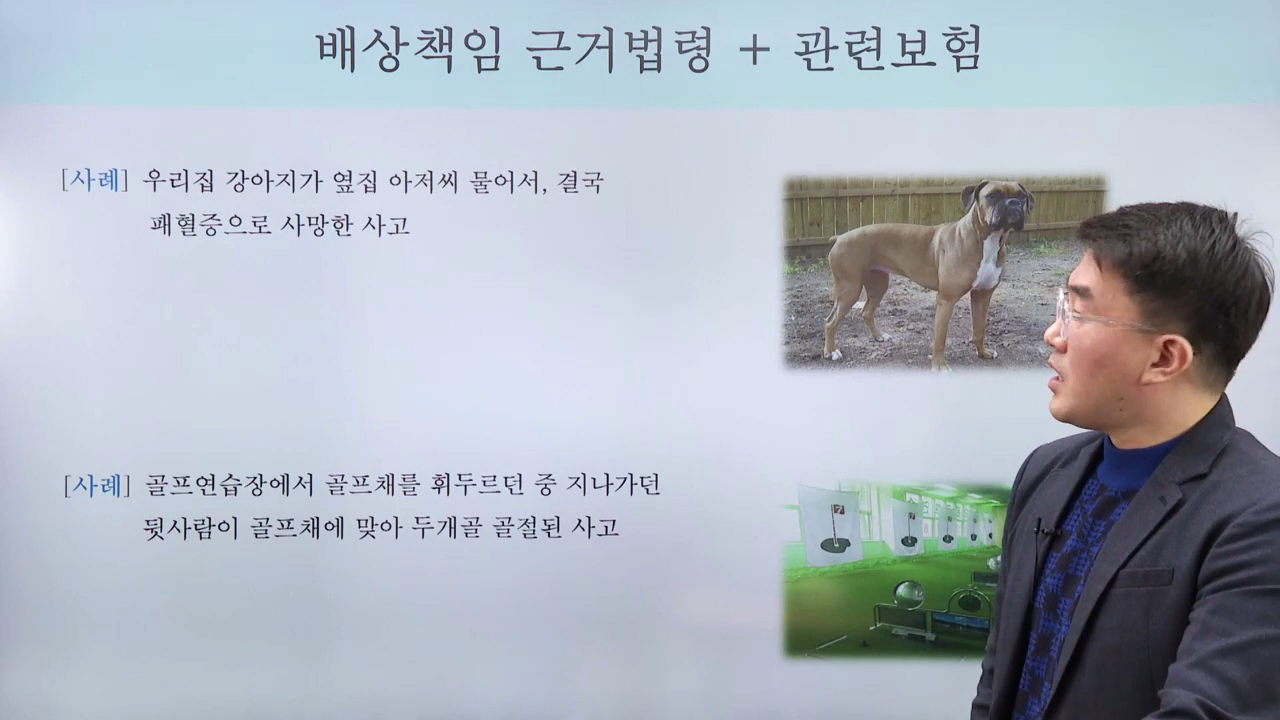 배상책임 근거법령 + 관련보험
[사례] 우리집 강아지가 옆집 아저씨 물어서, 결국
패혈증으로 사망한 사고
[사례] 골프연습장에서 골프채를 휘두르던 중 지나가던
뒷사람이 골프채에 맞아 두개골 골절된 사고
7
7